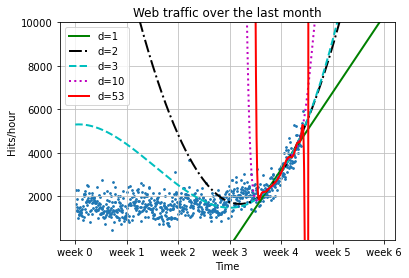 Web traffic over the last month
10000
8000
6000
4000
2000
Hits/hour
d=1
d=2
d=3
d=10
d=53
week 0 week 1 week 2 week 3 week 4 week 5 week 6
Time